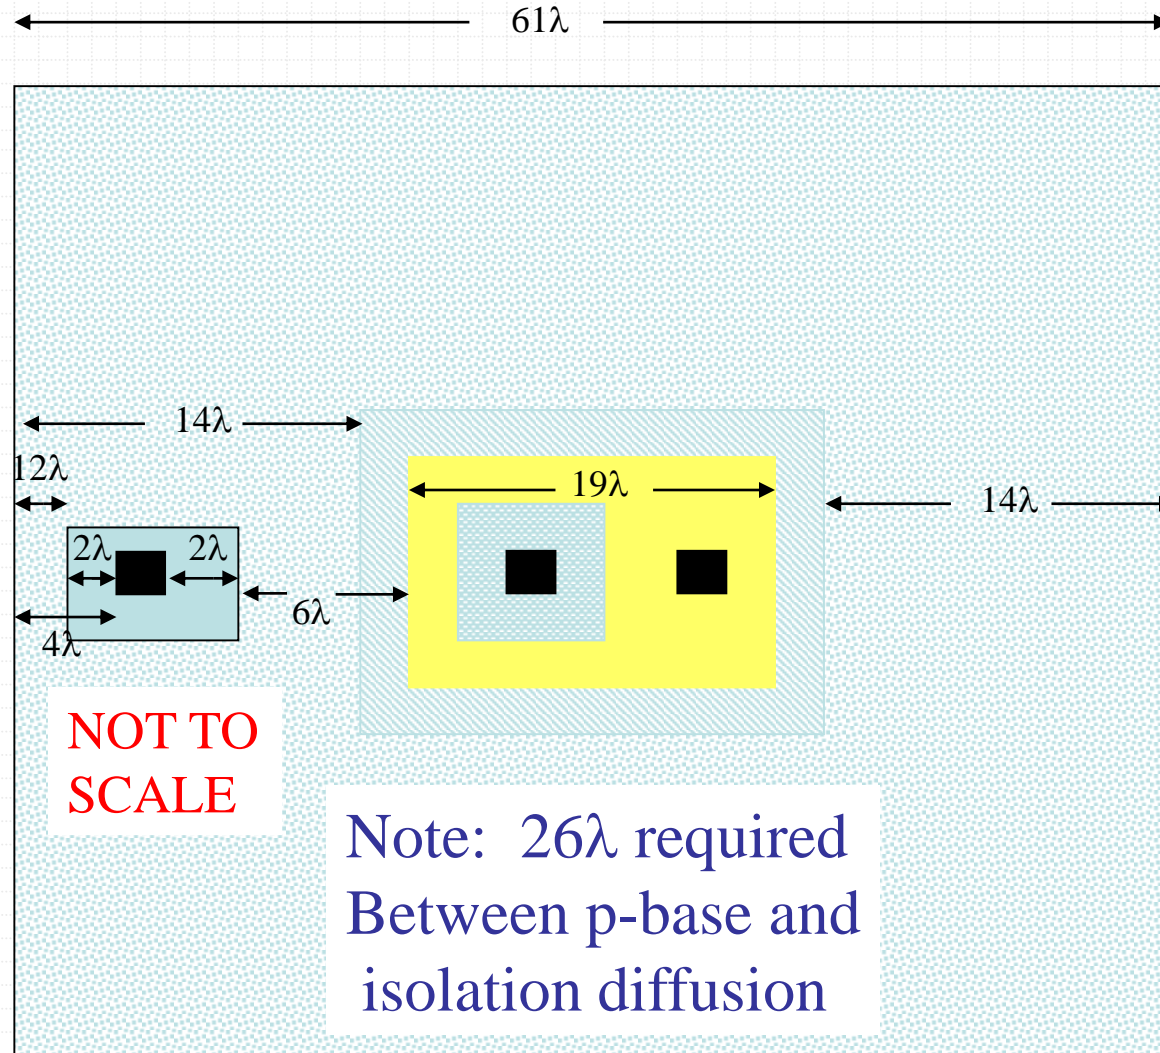 61λ
14λ
12λ
19λ
14λ
2λ 2λ
6λ
4λ
NOT TO
SCALE
Note: 26λ required
Between p-base and
isolation diffusion